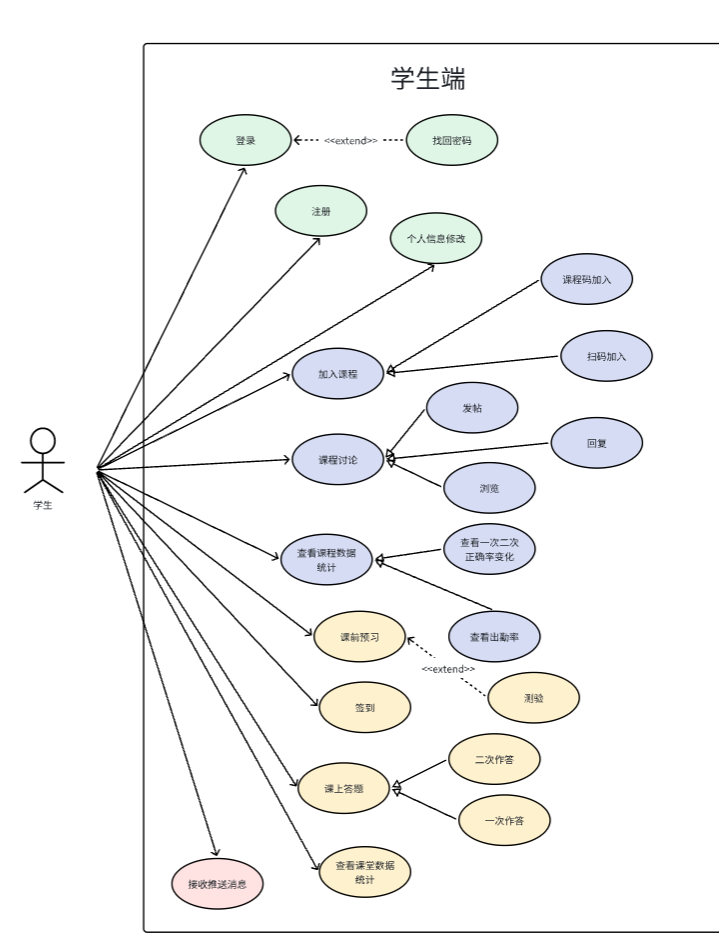 学生端
登录
<<extend>>
找回密码
注册
个人信息修改
课程码加入
扫码加入
加入课程
发帖
回复
课程讨论
浏览
查看一次二次
正确率变化
查看课程数据
统计
学生
课前预习
查看出勤率
<<extend>>
测验
签到
二次作答
课上答题
一次作答
查看课堂数据
统计
接收推送消息